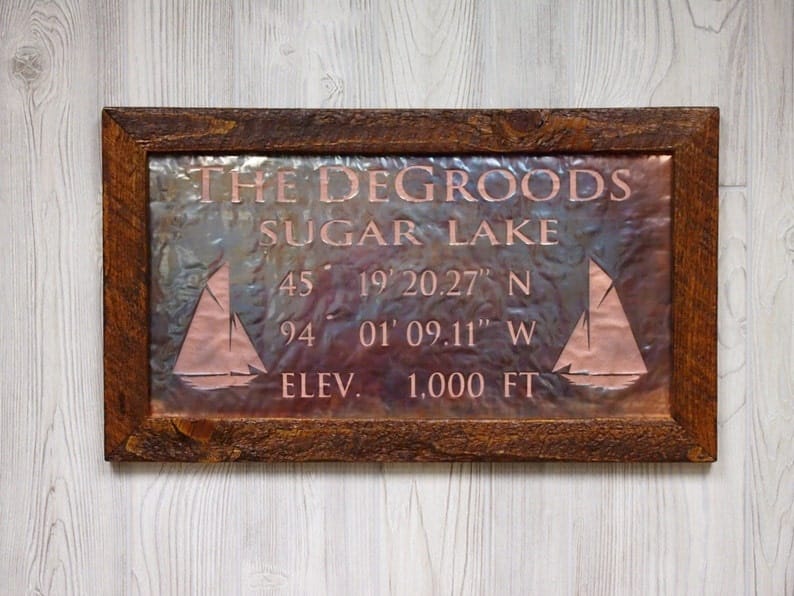 THE DEGROODS
SUGAR LAKE
45° 19' 20.27" N
94° 01' 09.11" W
ELEV. 1,000 FT